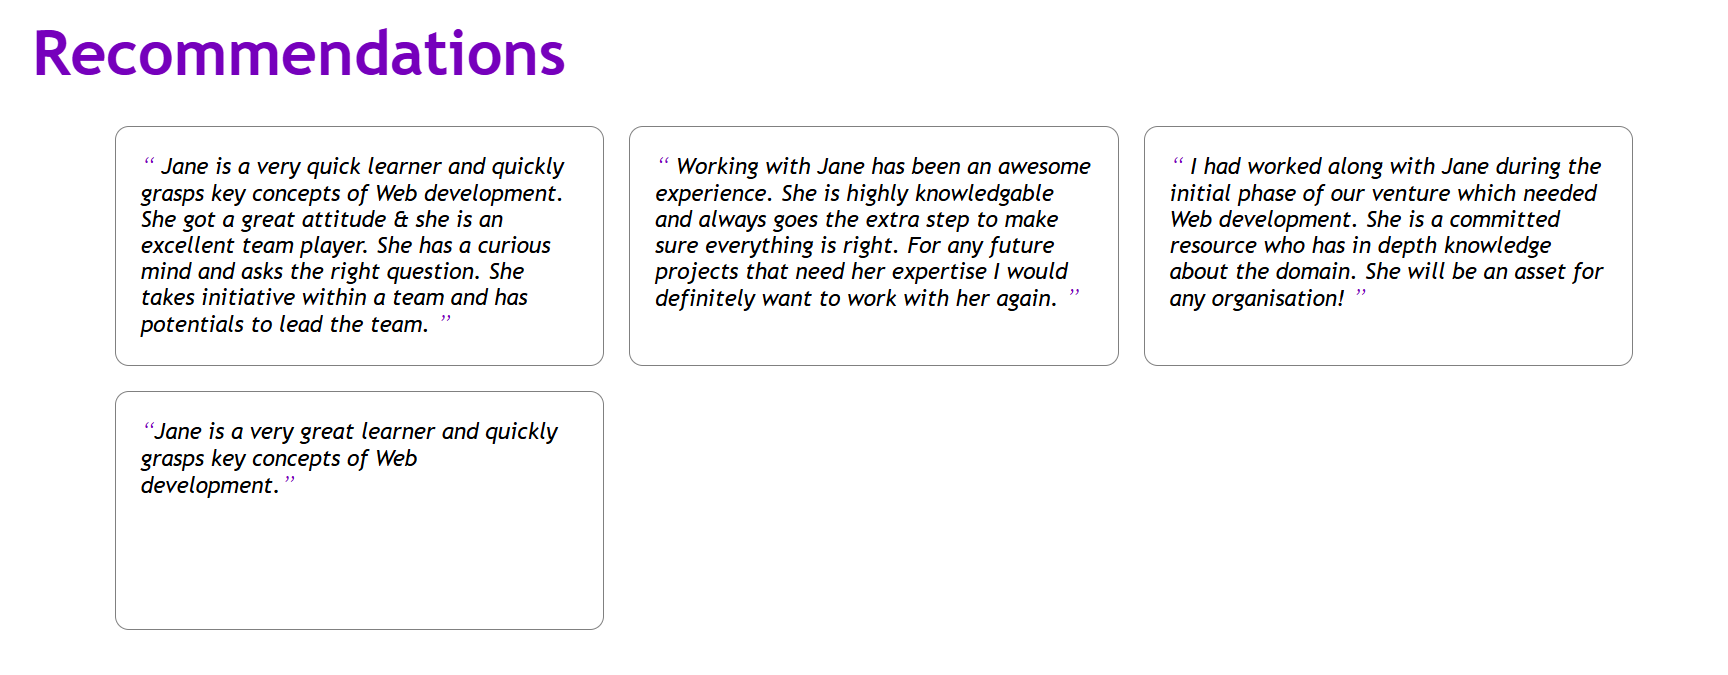 Recommendations
“ Jane is a very quick learner and quickly
grasps key concepts of Web development.
She got a great attitude & she is an
excellent team player. She has a curious
mind and asks the right question. She
takes initiative within a team and has
potentials to lead the team. ”
“ Working with Jane has been an awesome
experience. She is highly knowledgable
and always goes the extra step to make
sure everything is right. For any future
projects that need her expertise I would
definitely want to work with her again. ”
“ I had worked along with Jane during the
initial phase of our venture which needed
Web development. She is a committed
resource who has in depth knowledge
about the domain. She will be an asset for
any organisation! ”
“Jane is a very great learner and quickly
grasps key concepts of Web
development.”